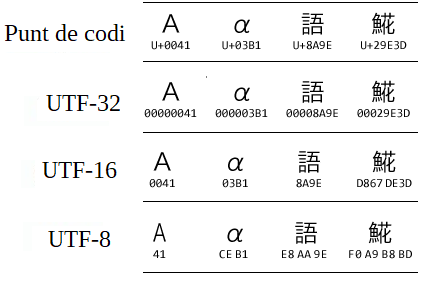 Punt de codi A α 語 𩸽
U+0041 U+03B1 U+8A9E U+29E3D
UTF-32 A α 語 𩸽
00000041 000003B1 00008A9E 00029E3D
UTF-16 A α 語 𩸽
0041 03B1 8A9E D867 DE3D
UTF-8 A α 語 𩸽
41 CE B1 E8 AA 9E F0 A9 B8 BD